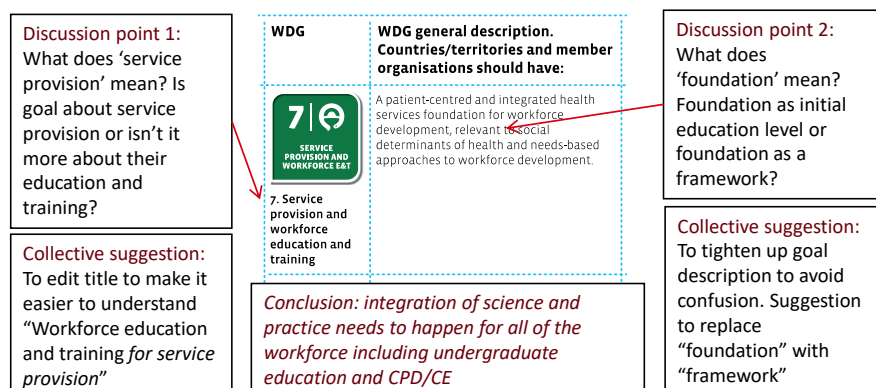 Discussion point 1:
What does ‘service
provision’ mean? Is
goal about service
provision or isn’t it
more about their
education and
training?
Collective suggestion:
To edit title to make it
easier to understand
“Workforce education
and training for service
provision”
WDG
WDG general description.
Countries/territories and member
organisations should have:
7
SERVICE
PROVISION AND
WORKFORCE E&T
7. Service
provision and
workforce
education and
training
A patient-centred and integrated health
services foundation for workforce
development, relevant to social
determinants of health and needs-based
approaches to workforce development.
Conclusion: integration of science and
practice needs to happen for all of the
workforce including undergraduate
education and CPD/CE
Discussion point 2:
What does
‘foundation’ mean?
Foundation as initial
education level or
foundation as a
framework?
Collective suggestion:
To tighten up goal
description to avoid
confusion. Suggestion
to replace
“foundation” with
“framework”